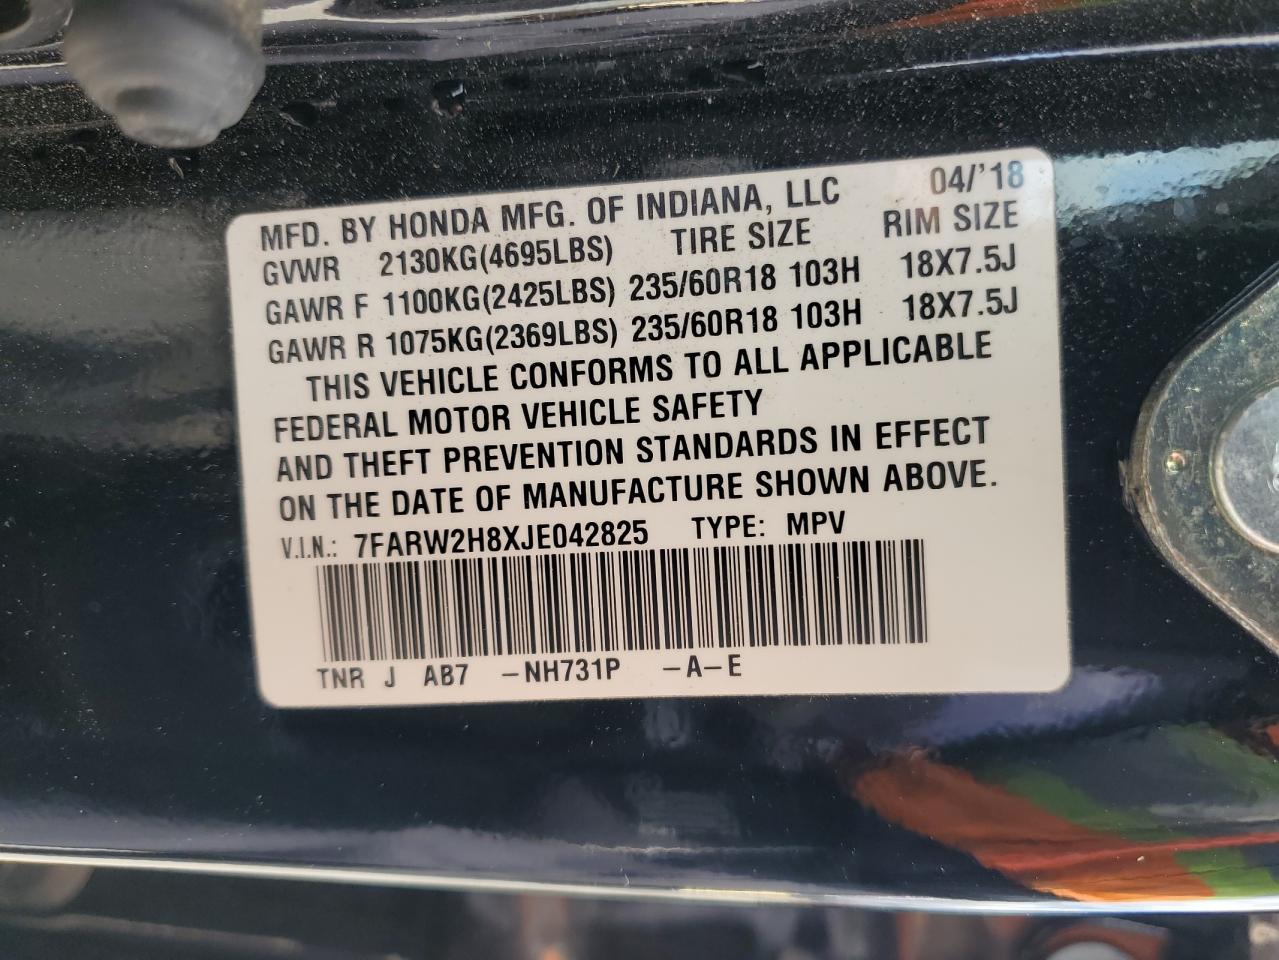 MFD. BY HONDA MFG. OF INDIANA, LLC 04/'18
GVWR 2130KG(4695LBS) TIRE SIZE RIM SIZE
GAWR F 1100KG(2425LBS) 235/60R18 103H 18X7.5J
GAWR R 1075KG(2369LBS) 235/60R18 103H 18X7.5J
THIS VEHICLE CONFORMS TO ALL APPLICABLE
FEDERAL MOTOR VEHICLE SAFETY
AND THEFT PREVENTION STANDARDS IN EFFECT
ON THE DATE OF MANUFACTURE SHOWN ABOVE.
V.I.N.: 7FARW2H8XJE042825 TYPE: MPV
TNR J AB7 -NH731P -A-E